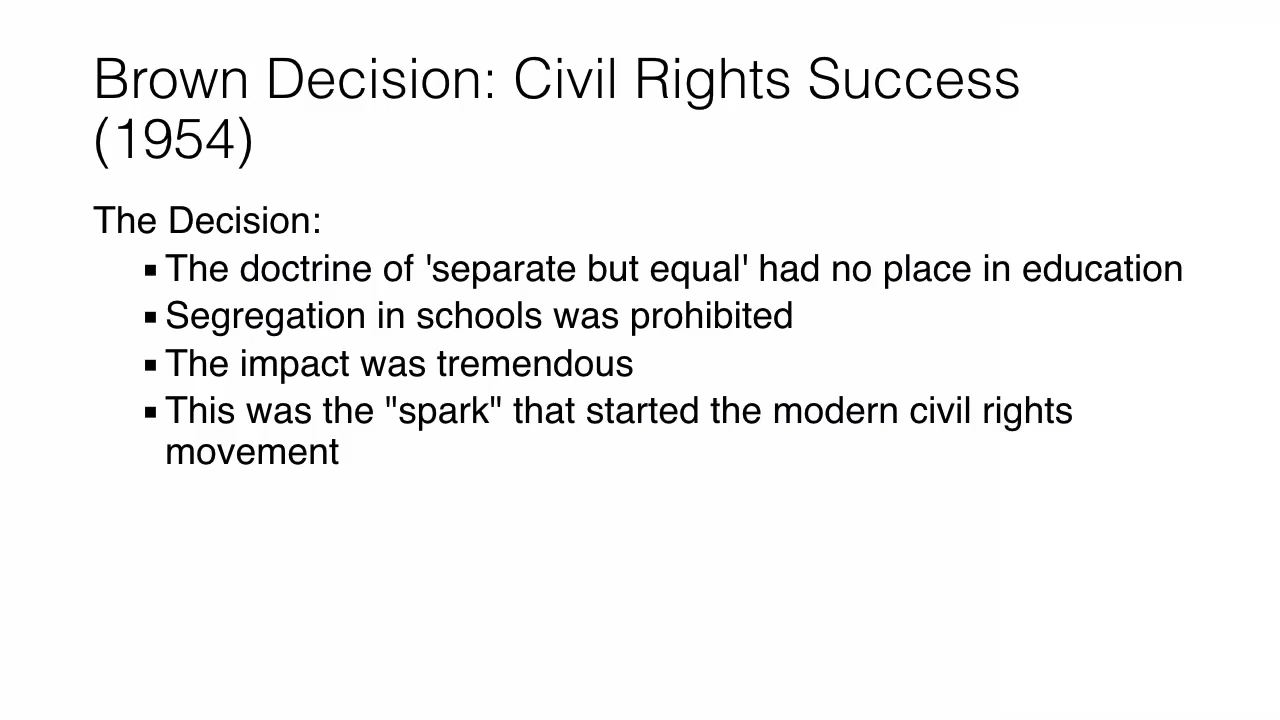 Brown Decision: Civil Rights Success
(1954)
The Decision:
▪ The doctrine of 'separate but equal' had no place in education
▪ Segregation in schools was prohibited
▪ The impact was tremendous
▪ This was the "spark" that started the modern civil rights
movement